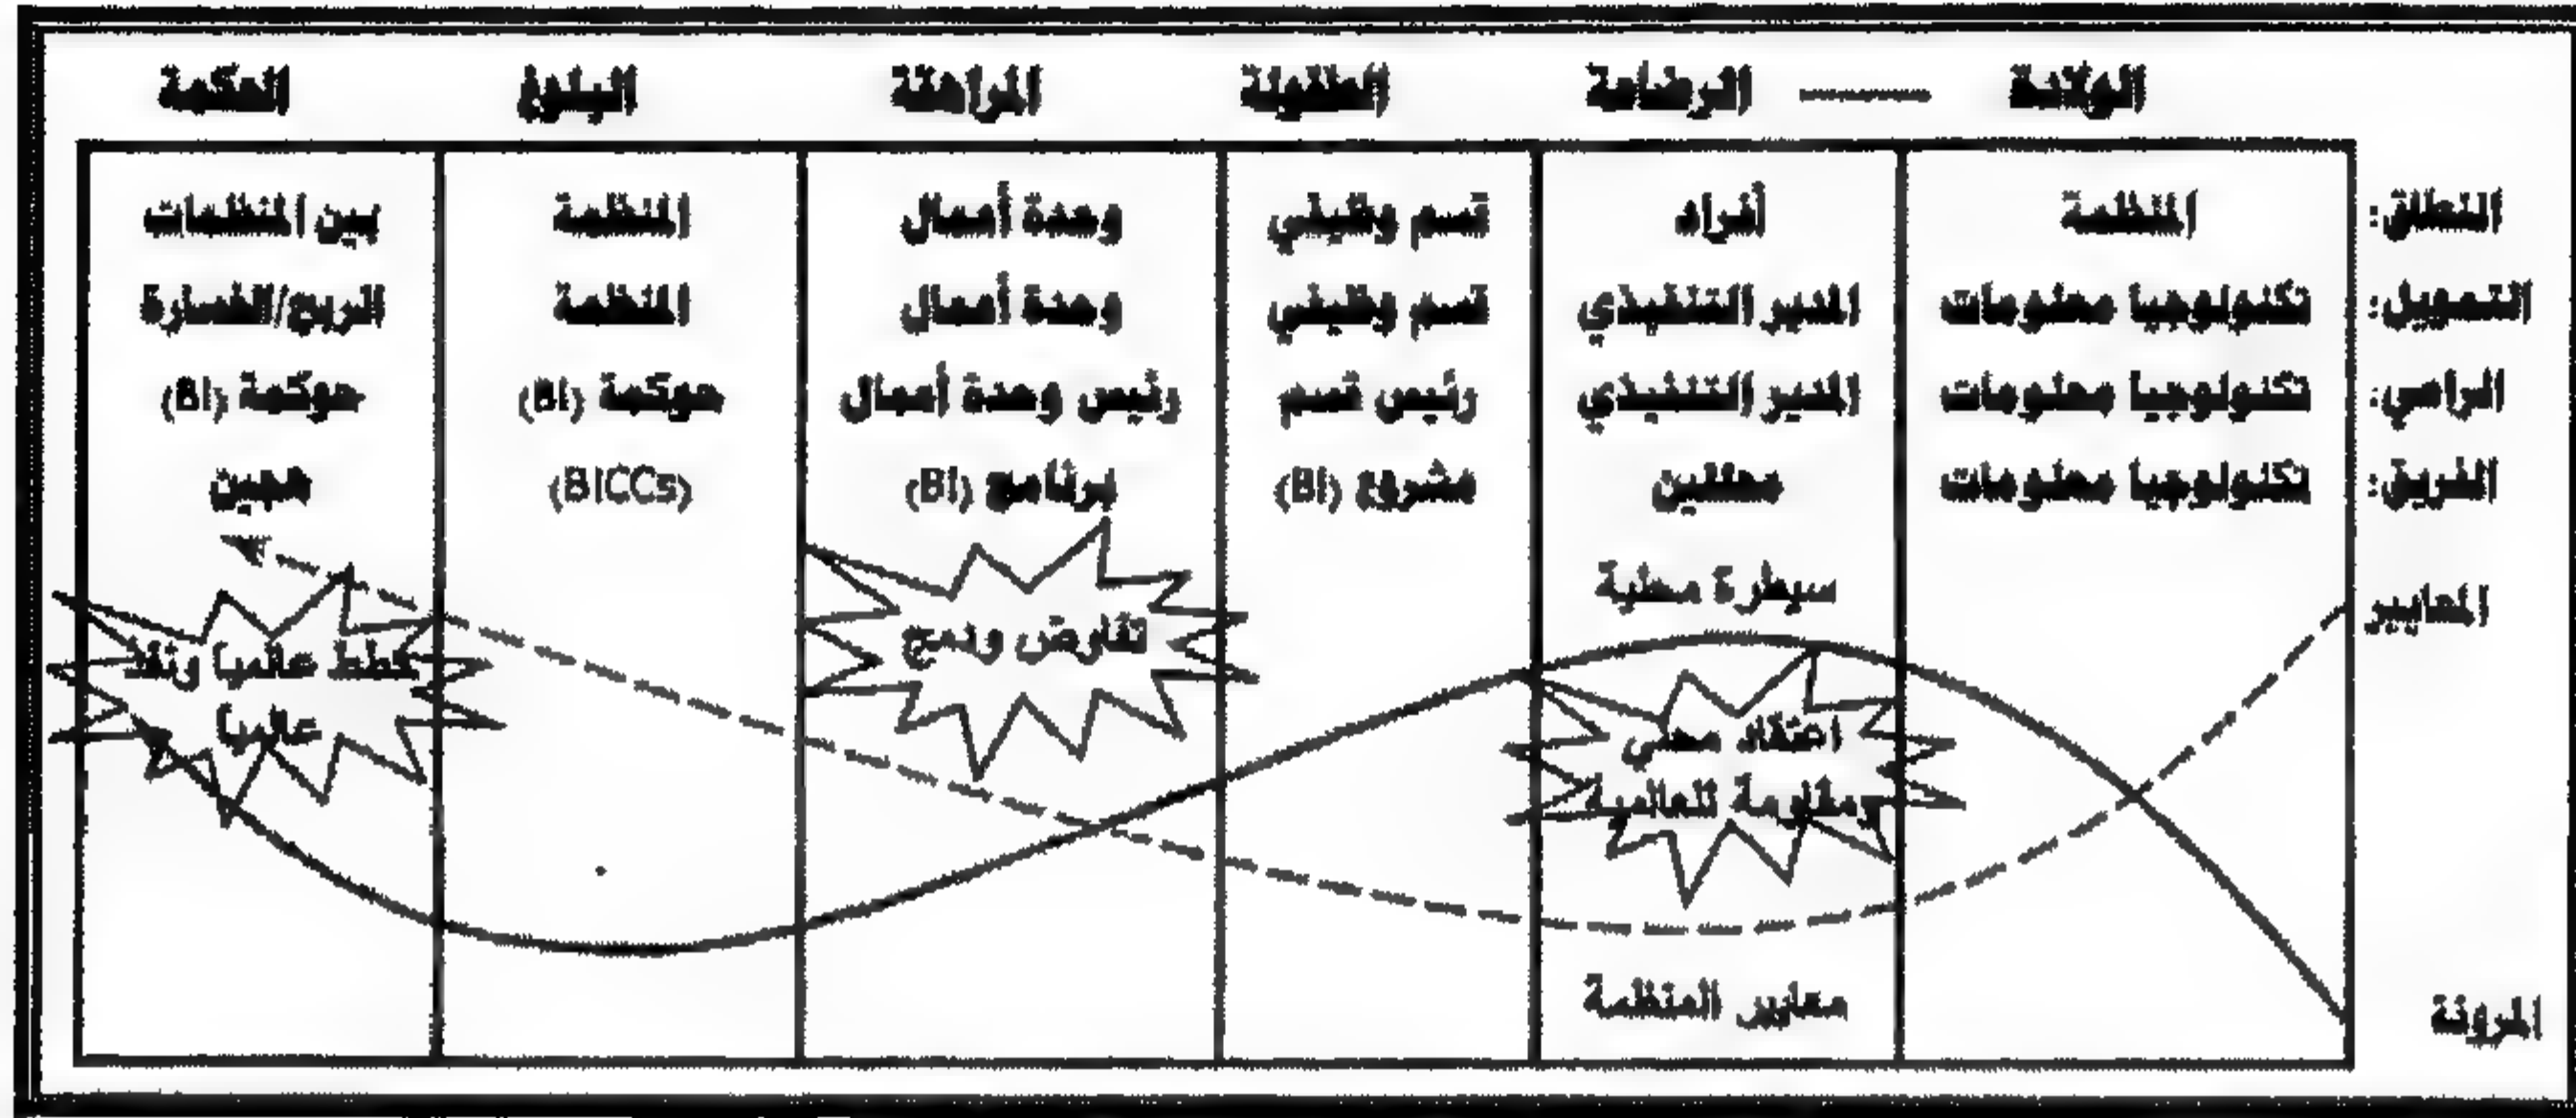 الولادة — الرضاعة الطفولة المراهقة البلوغ الحكمة
النطاق: المنظمة أفراد قسم وظيفي وحدة أعمال المنظمة بين المنظمات
التمويل: تكنولوجيا معلومات المدير التنفيذي قسم وظيفي وحدة أعمال المنظمة الربح/الخسارة
الراعي: تكنولوجيا معلومات المدير التنفيذي رئيس قسم رئيس وحدة أعمال حوكمة (BI) حوكمة (BI)
الفريق: تكنولوجيا معلومات محللين مشروع (BI) برنامج (BI) (BICCs) هجين
سيطرة محلية
المعايير
تفاوض ودمج
خطط عالميا ونفذ
عالمياً
اعتقاد محلي
ومقاومة للعالمية
معايير المنظمة
المرونة